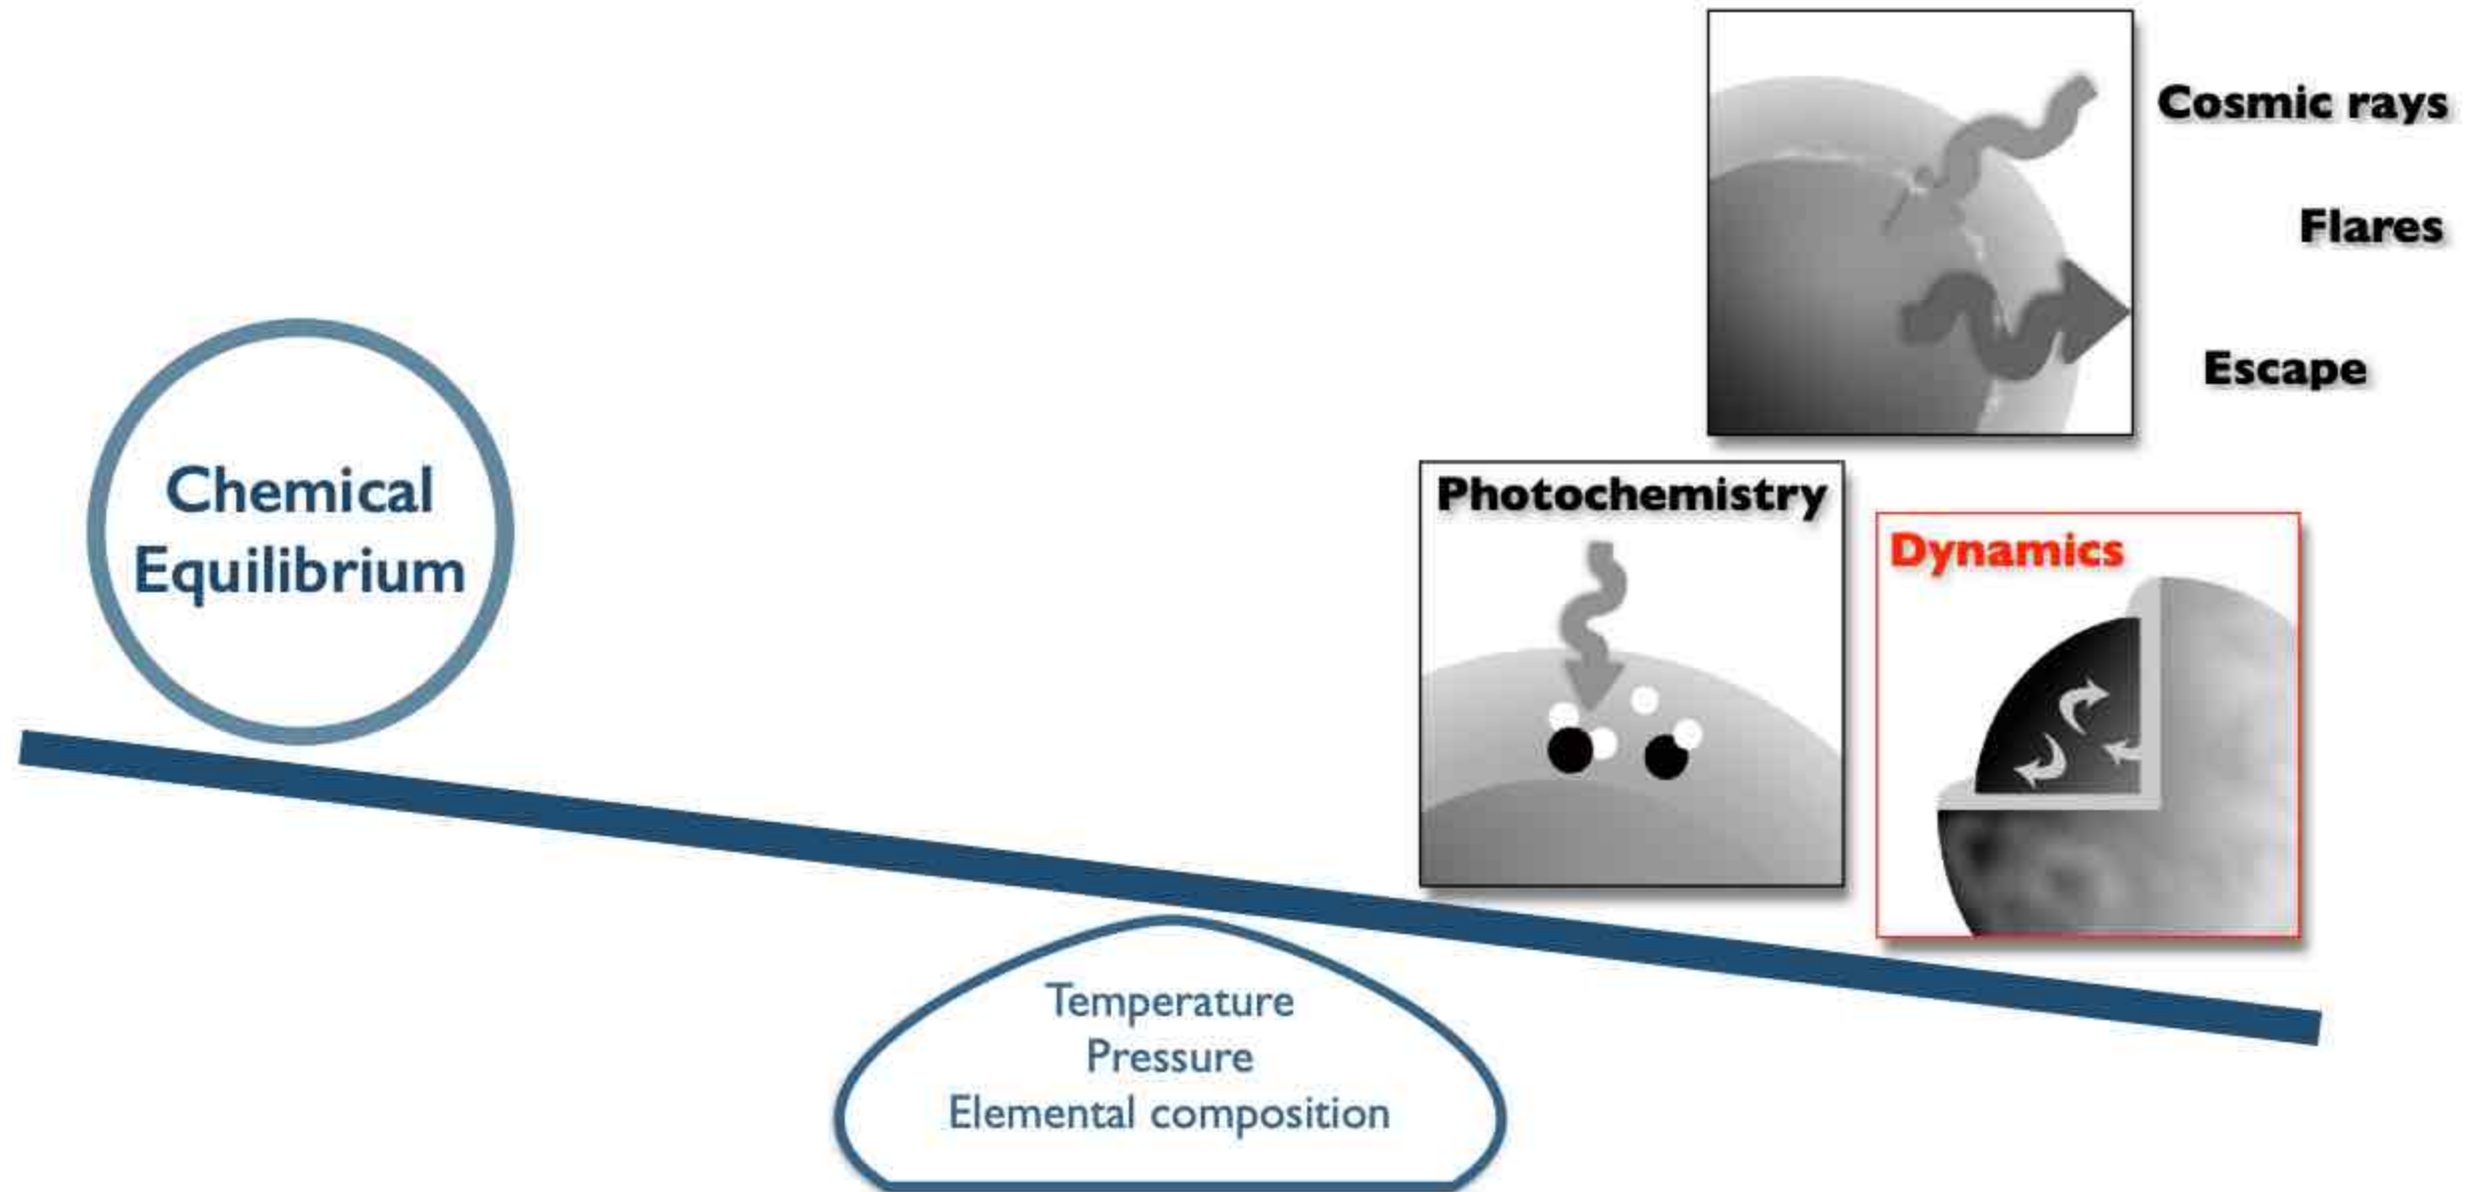 Cosmic rays
Flares
Escape
Chemical
Equilibrium
Photochemistry
Dynamics
Temperature
Pressure
Elemental composition